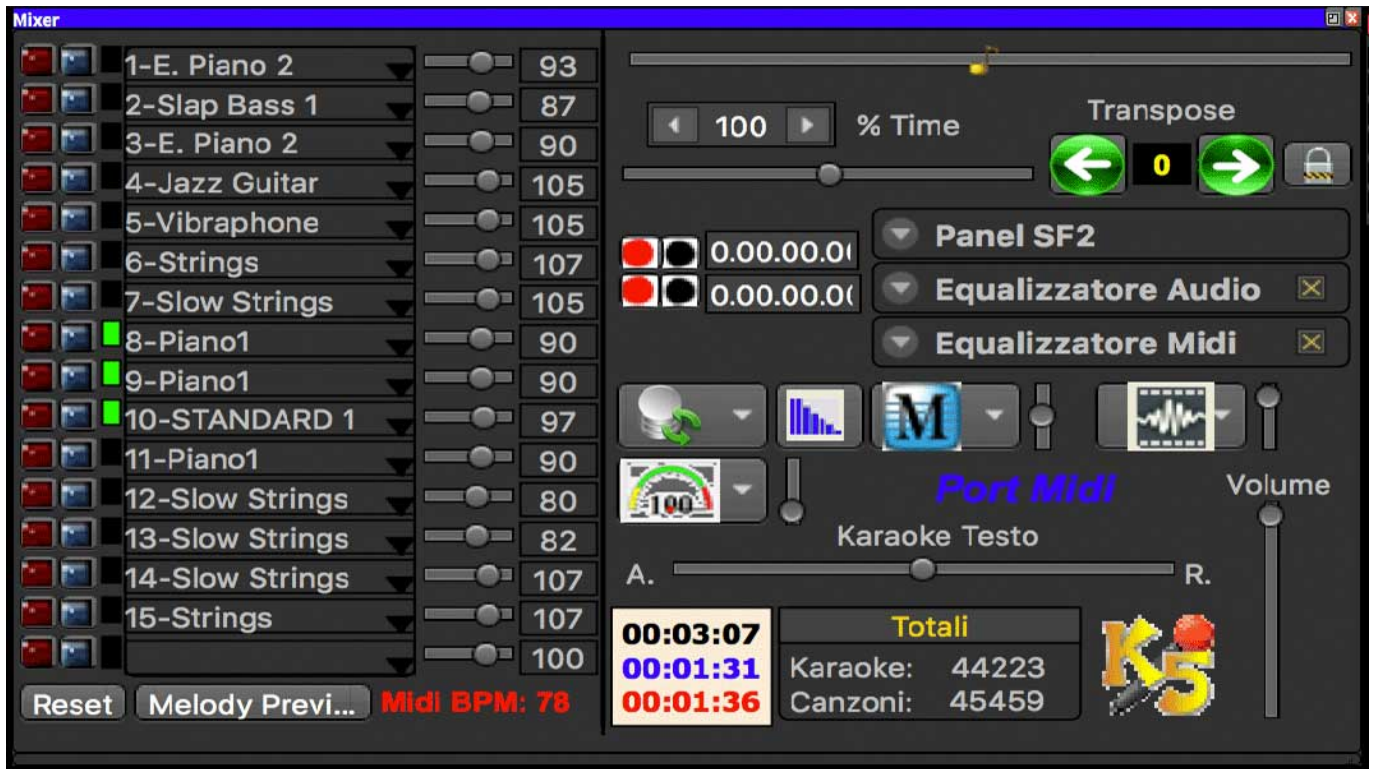 Mixer
1-E. Piano 2 93
2-Slap Bass 1 87
3-E. Piano 2 90
4-Jazz Guitar 105
5-Vibraphone 105
6-Strings 107
7-Slow Strings 105
8-Piano1 90
9-Piano1 90
10-STANDARD 1 97
11-Piano1 90
12-Slow Strings 80
13-Slow Strings 82
14-Slow Strings 107
15-Strings 107
100
Reset Melody Previ... Midi BPM: 78
100 % Time
Transpose
0
0.00.00.0
0.00.00.0
Panel SF2
Equalizzatore Audio
Equalizzatore Midi
M
100
Port Midi
Volume
Karaoke Testo
A. R.
00:03:07
00:01:31
00:01:36
Totali
Karaoke: 44223
Canzoni: 45459
K5